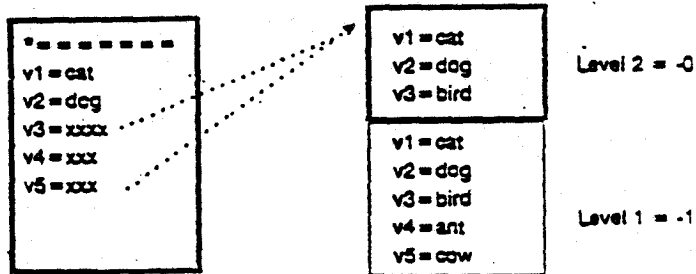 *=======
v1=cat
v2=dog
v3=xxxx
v4=xxx
v5=xxx
v1=cat
v2=dog
v3=bird
Level 2 = -0
v1=cat
v2=dog
v3=bird
v4=ant
v5=cow
Level 1 = -1